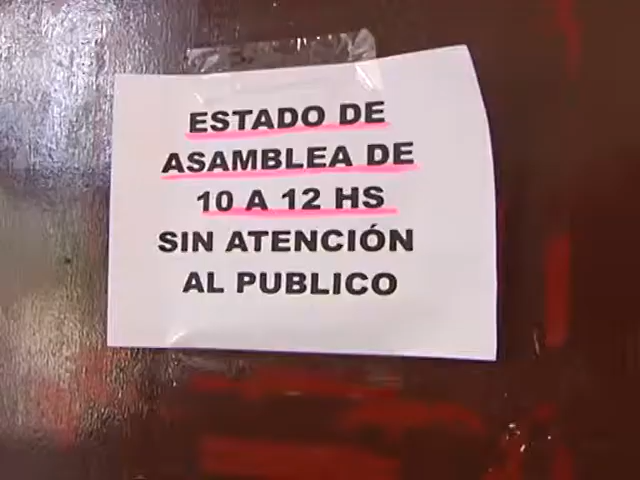 ESTADO DE
ASAMBLEA DE
10 A 12 HS
SIN ATENCIÓN
AL PUBLICO